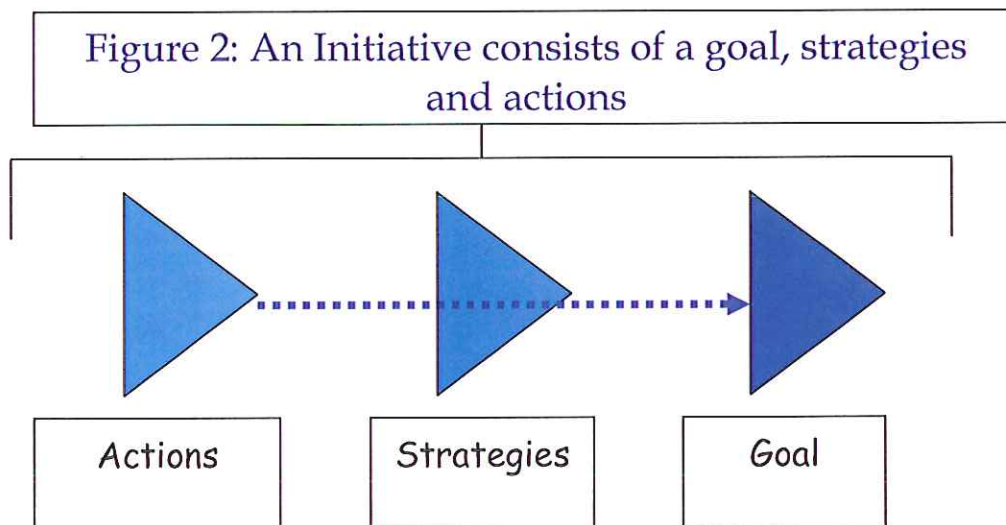 Figure 2: An Initiative consists of a goal, strategies
and actions
Actions
Strategies
Goal